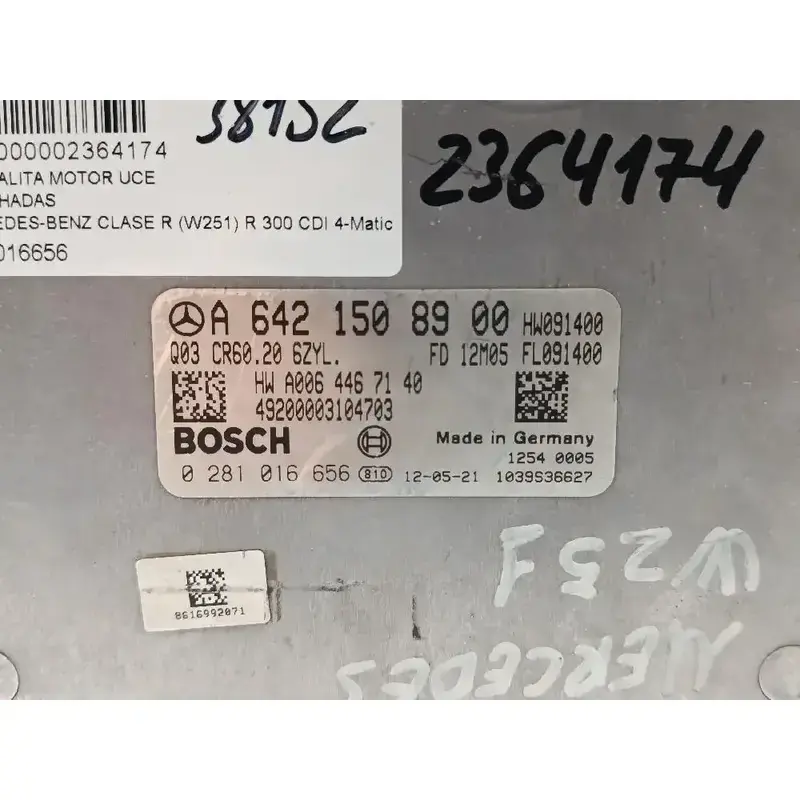 38152
000002364174
ALITA MOTOR UCE
HADAS
EDES-BENZ CLASE R (W251) R 300 CDI 4-Matic
016656
2364174
A 642 150 89 00 HW091400
Q03 CR60.20 6ZYL. FD 12M05 FL091400
HW A006 446 71 40
49200003104703
BOSCH
Made in Germany
1254 0005
0 281 016 656 810 12-05-21 1039S36627
W251
MERCEDES
8616992071